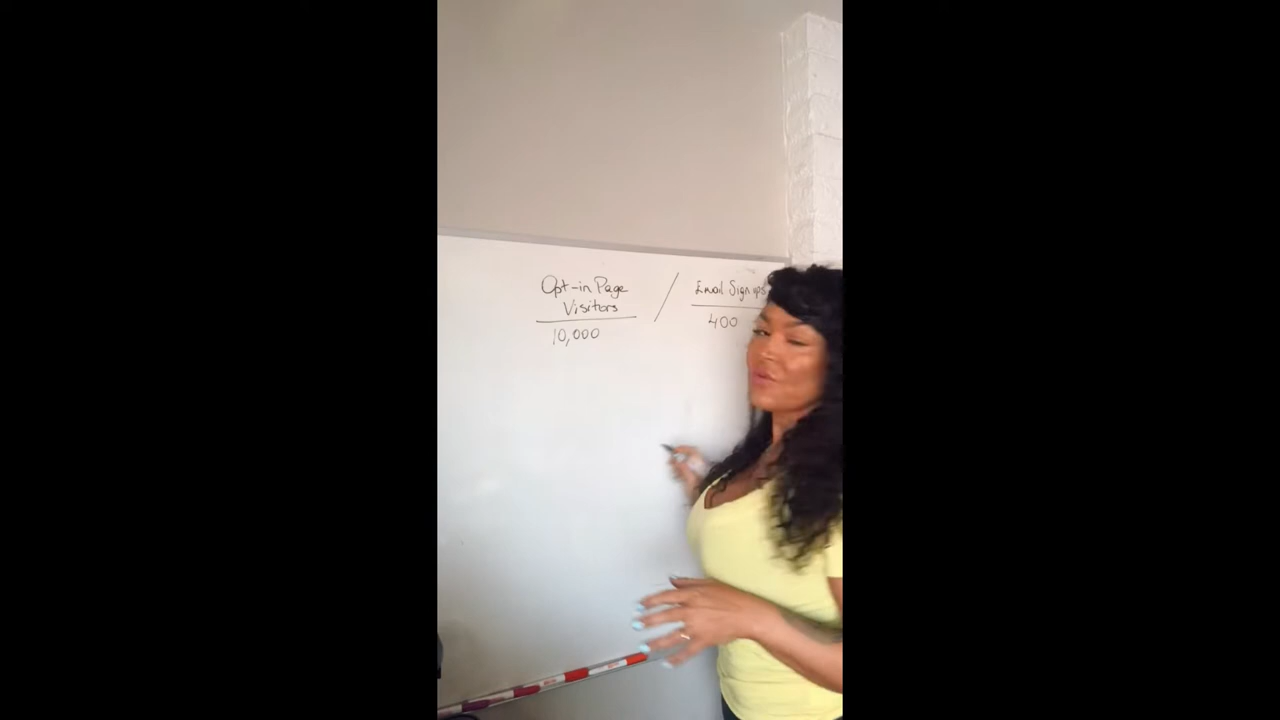 Opt-in Page
Visitors
10,000
/
Email Sign ups
400